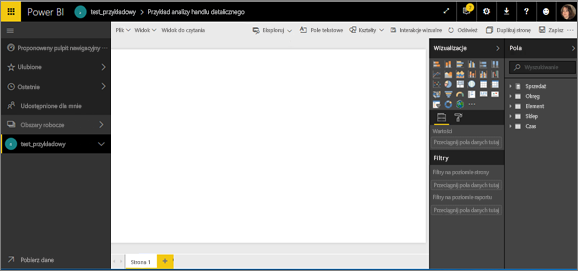 Power BI
test_przykładowy > Przykład analizy handlu detalicznego
Plik Widok Widok do czytania Eksploruj Pole tekstowe Kształty Interakcje wizualne Odśwież Duplikuj stronę Zapisz ...
Proponowany pulpit nawigacyjny
Ulubione
Ostatnie
Udostępnione dla mnie
Obszary robocze
test_przykładowy
Pobierz dane
Strona 1
Wizualizacje
Wartości
Przeciągnij pola danych tutaj
Filtry
Filtry na poziomie strony
Przeciągnij pola danych tutaj
Filtry na poziomie raportu
Przeciągnij pola danych tutaj
Pola
Wyszukiwanie
Sprzedaż
Okręg
Element
Sklep
Czas